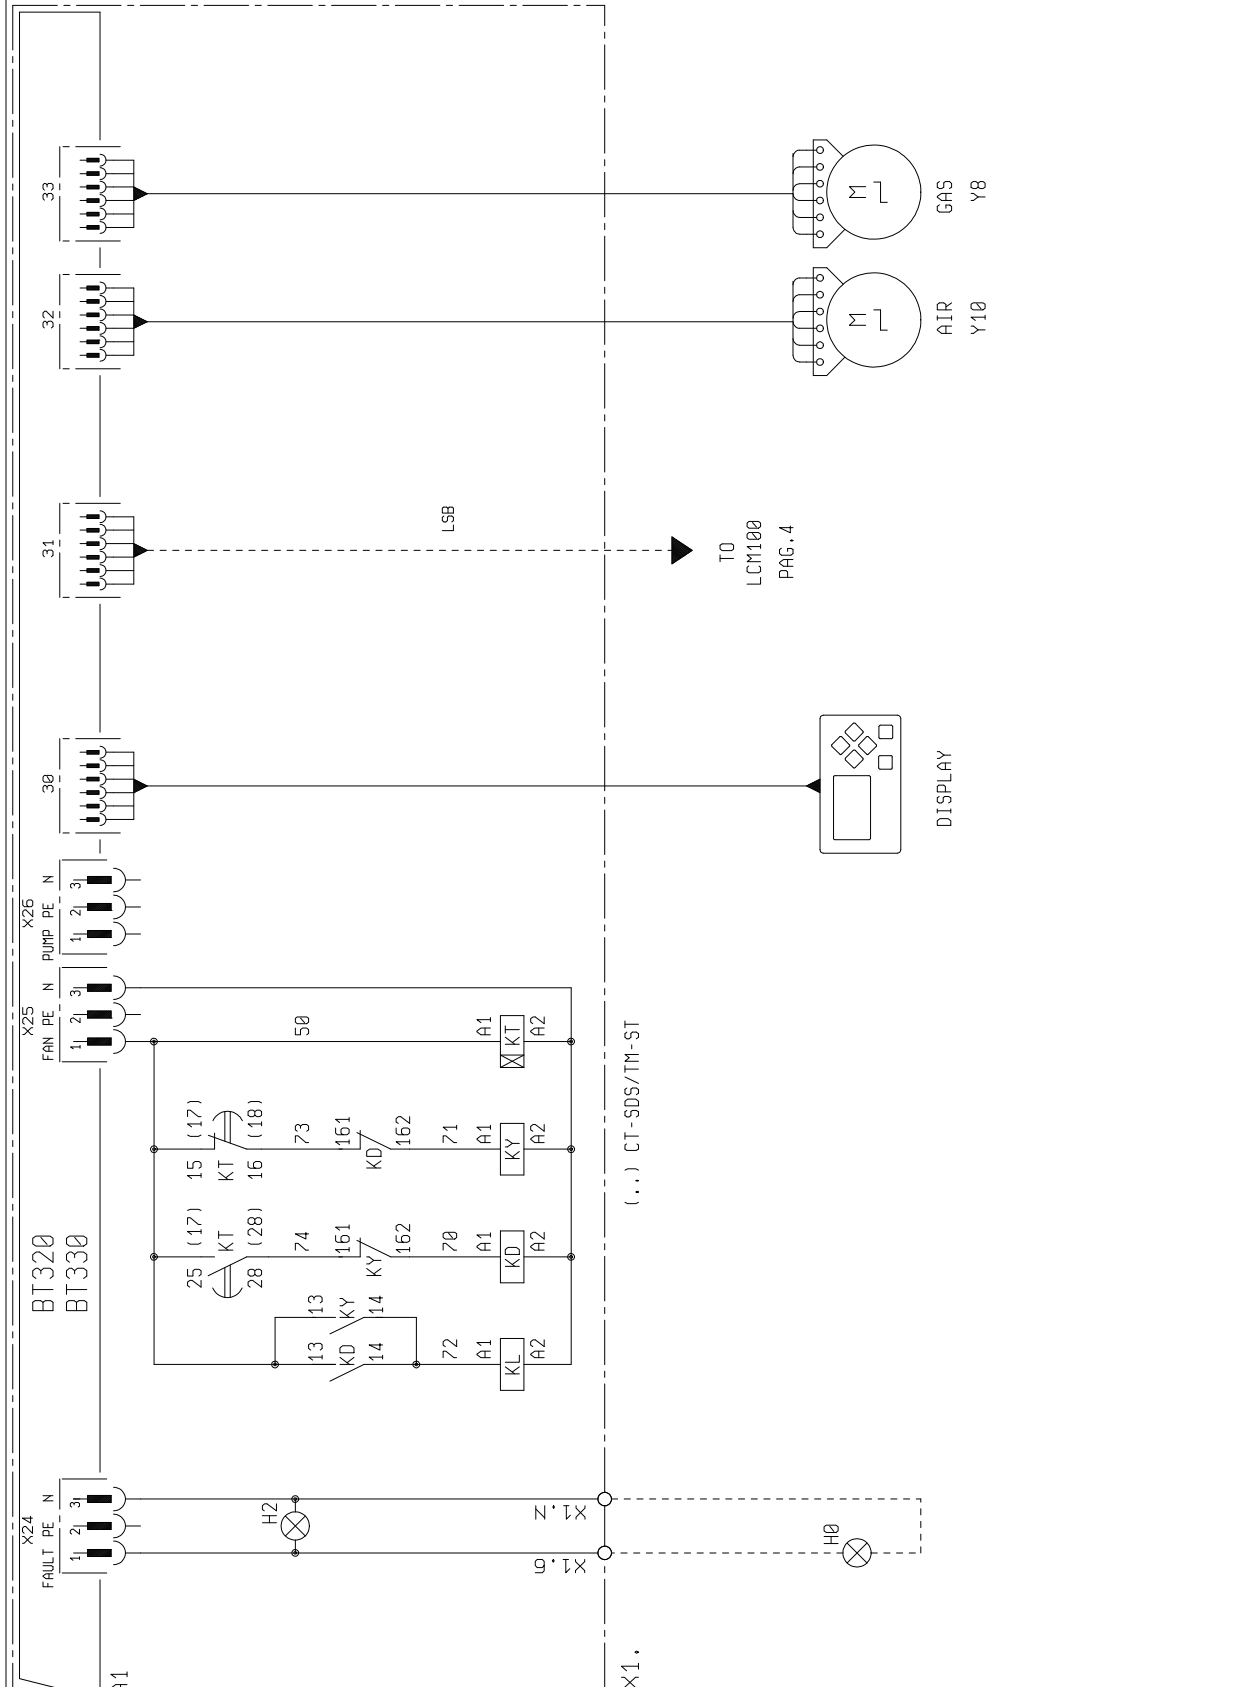 33
32
31
30
X26
PUMP PE N
1 2 3
X25
FAN PE N
1 2 3
X24
FAULT PE N
1 2 3
BT320
BT330
A1
GAS
Y8
AIR
Y10
LSB
TO
LCM100
PAG.4
DISPLAY
50
A1
KT
A2
15 (17)
KT
16 (18)
73
161
KD
162
71
A1
KY
A2
25 (17)
KT
28 (28)
74
161
KY
162
70
A1
KD
A2
13
KY
14
13
KD
14
72
A1
KL
A2
(..) CT-SDS/TM-ST
H2
X1.N
X1.6
H0
X1.